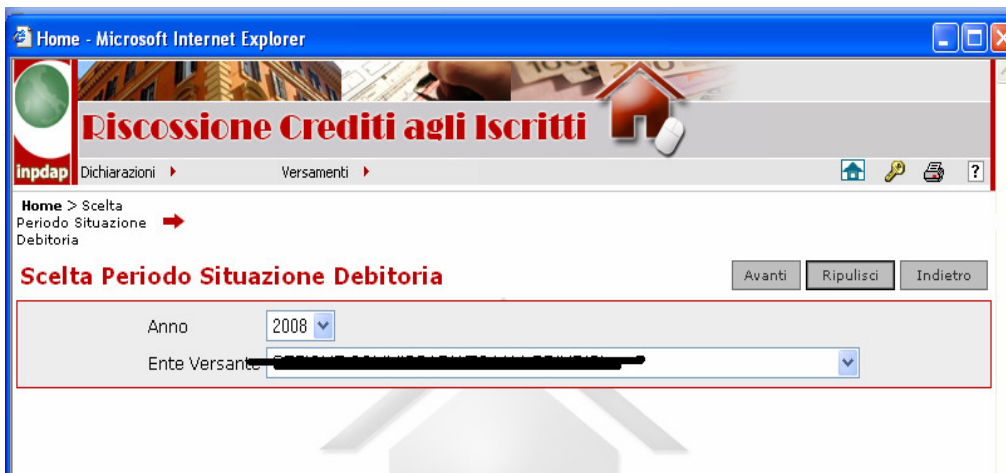 Home - Microsoft Internet Explorer
Riscossione Crediti agli Iscritti
inpdap Dichiarazioni Versamenti ?
Home > Scelta
Periodo Situazione
Debitoria
Scelta Periodo Situazione Debitoria Avanti Ripulisci Indietro
Anno 2008
Ente Versante